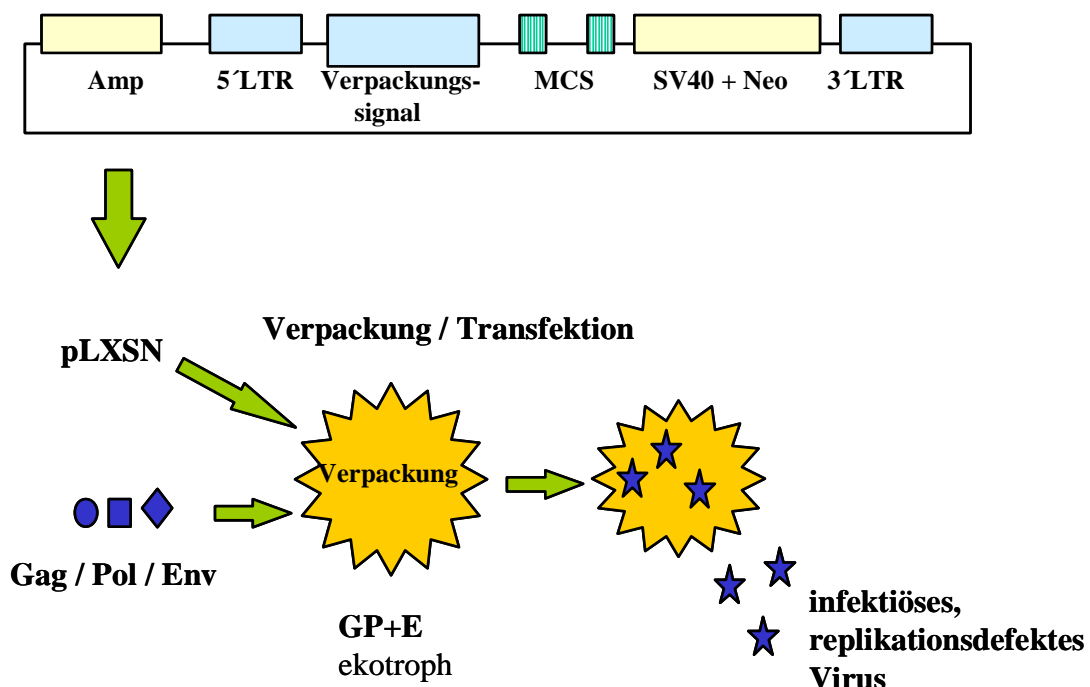 Amp 5´LTR Verpackungs- MCS SV40 + Neo 3´LTR
signal
Verpackung / Transfektion
pLXSN
Verpackung
Gag / Pol / Env
GP+E
ekotroph
infektiöses,
replikationsdefektes
Virus